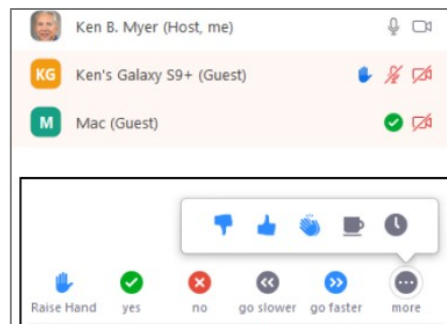 Ken B. Myer (Host, me)
KG Ken's Galaxy S9+ (Guest)
M Mac (Guest)
Raise Hand yes no go slower go faster more